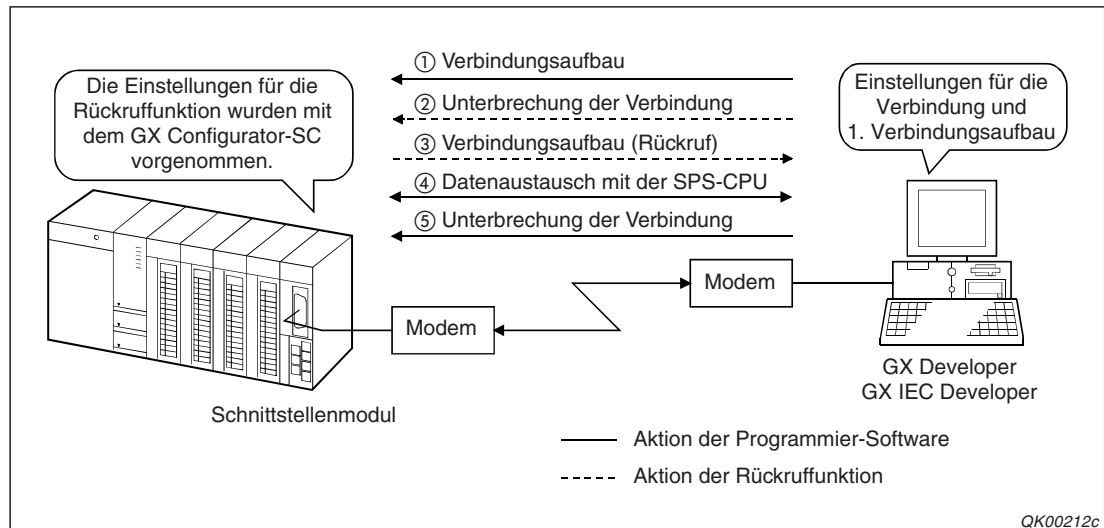 ① Verbindungsaufbau
Die Einstellungen für die
Rückruffunktion wurden mit
dem GX Configurator-SC
vorgenommen.
② Unterbrechung der Verbindung
③ Verbindungsaufbau (Rückruf)
④ Datenaustausch mit der SPS-CPU
⑤ Unterbrechung der Verbindung
Einstellungen für die
Verbindung und
1. Verbindungsaufbau
Modem
Modem
GX Developer
GX IEC Developer
Schnittstellenmodul
Aktion der Programmier-Software
Aktion der Rückruffunktion
QK00212c